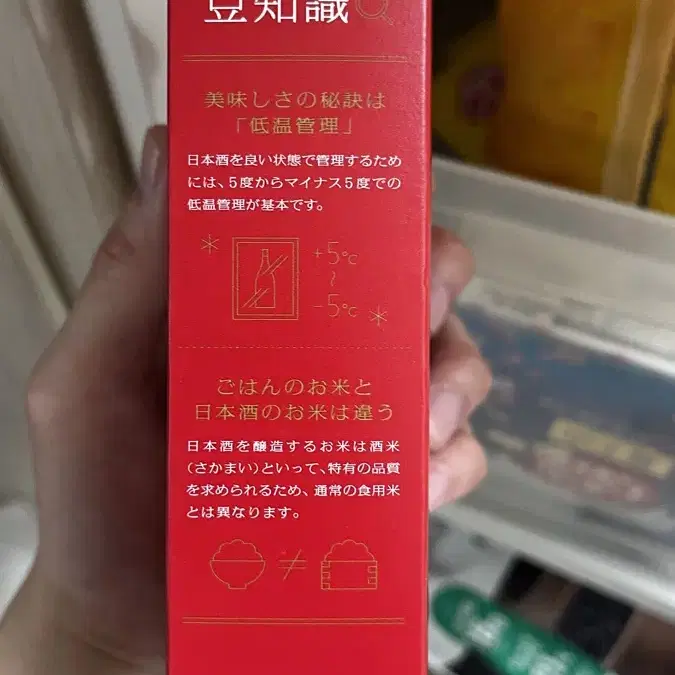 豆知識
美味しさの秘訣は
「低温管理」
日本酒を良い状態で管理するため
には、5度からマイナス5度での
低温管理が基本です。
+5℃
〜
-5℃
ごはんのお米と
日本酒のお米は違う
日本酒を醸造するお米は酒米
(さかまい)といって、特有の品質
を求められるため、通常の食用米
とは異なります。
≠